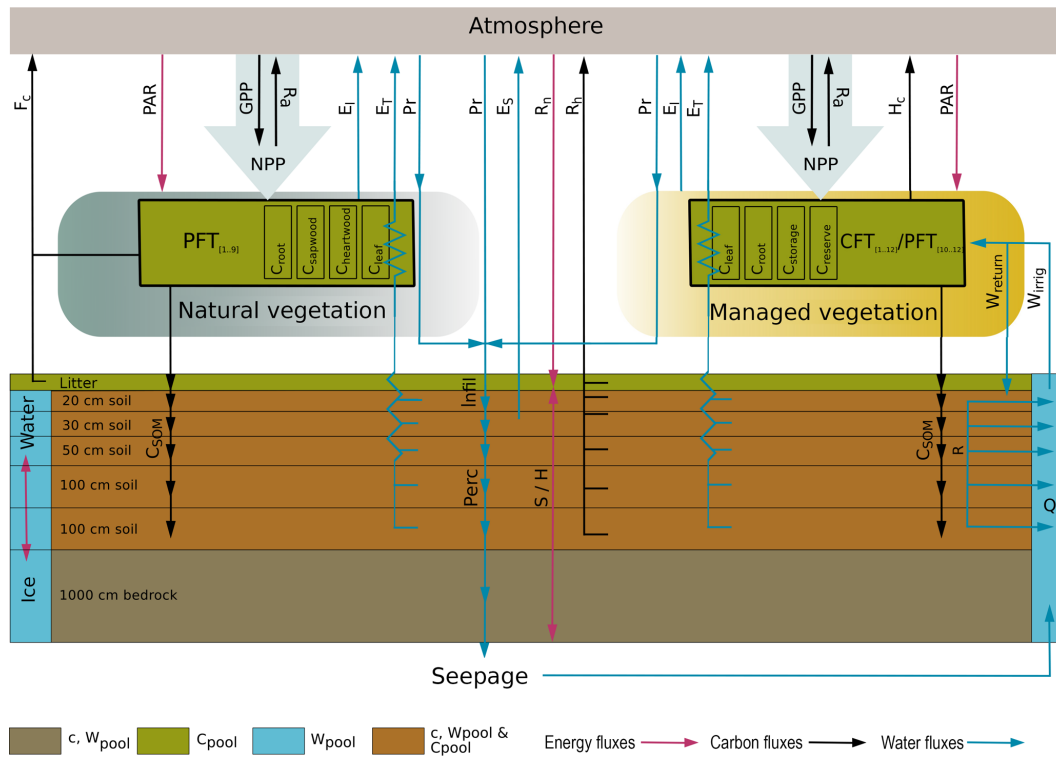 Atmosphere
Fc
PAR
GPP
Ra
NPP
EI
ET
Pr
Pr
ES
Rn
Rh
Pr
EI
ET
GPP
Ra
NPP
Hc
PAR
PFT[1..9]
Croot
Csapwood
Cheartwood
Cleaf
Natural vegetation
Cleaf
Croot
Cstorage
Creserve
CFT[1..12]/PFT[10..12]
Managed vegetation
Wreturn
Wirrig
Litter
20 cm soil
30 cm soil
50 cm soil
100 cm soil
100 cm soil
1000 cm bedrock
Water
Ice
CSOM
Infil
Perc
S / H
CSOM
R
Q
Seepage
c, Wpool
Cpool
Wpool
c, Wpool &
Cpool
Energy fluxes
Carbon fluxes
Water fluxes